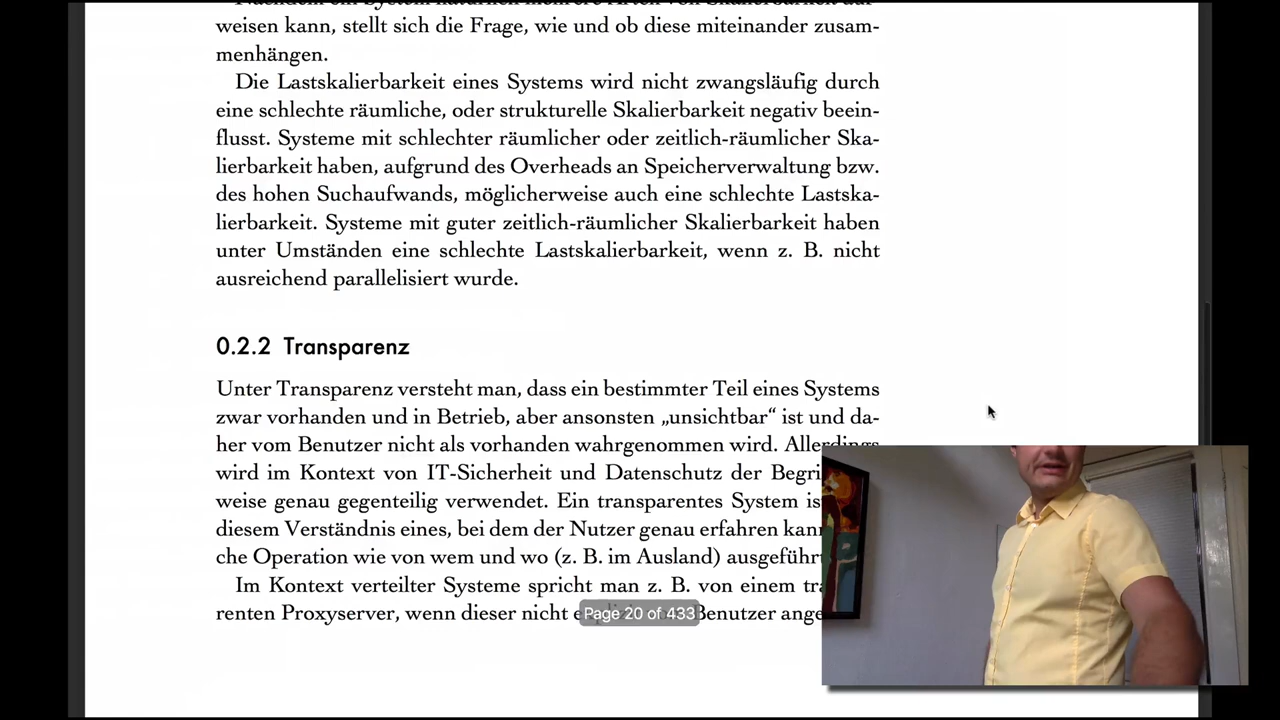 weisen kann, stellt sich die Frage, wie und ob diese miteinander zusam-
menhängen.
Die Lastskalierbarkeit eines Systems wird nicht zwangsläufig durch
eine schlechte räumliche, oder strukturelle Skalierbarkeit negativ beein-
flusst. Systeme mit schlechter räumlicher oder zeitlich-räumlicher Ska-
lierbarkeit haben, aufgrund des Overheads an Speicherverwaltung bzw.
des hohen Suchaufwands, möglicherweise auch eine schlechte Lastska-
lierbarkeit. Systeme mit guter zeitlich-räumlicher Skalierbarkeit haben
unter Umständen eine schlechte Lastskalierbarkeit, wenn z. B. nicht
ausreichend parallelisiert wurde.
0.2.2 Transparenz
Unter Transparenz versteht man, dass ein bestimmter Teil eines Systems
zwar vorhanden und in Betrieb, aber ansonsten „unsichtbar“ ist und da-
her vom Benutzer nicht als vorhanden wahrgenommen wird. Allerdings
wird im Kontext von IT-Sicherheit und Datenschutz der Begri
weise genau gegenteilig verwendet. Ein transparentes System is
diesem Verständnis eines, bei dem der Nutzer genau erfahren kan
che Operation wie von wem und wo (z. B. im Ausland) ausgeführ
Im Kontext verteilter Systeme spricht man z. B. von einem tra
renten Proxyserver, wenn dieser nicht
Page 20 of 433
Benutzer ange